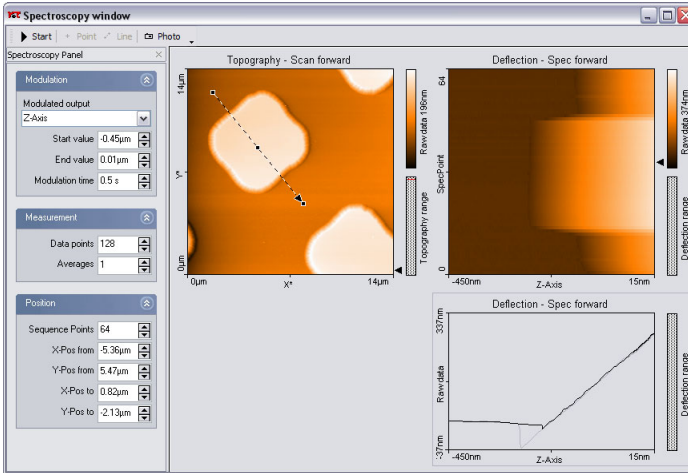 Spectroscopy window
Start + Point Line Photo
Spectroscopy Panel
Modulation
Modulated output
Z-Axis
Start value -0.45µm
End value 0.01µm
Modulation time 0.5 s
Measurement
Data points 128
Averages 1
Position
Sequence Points 64
X-Pos from -5.36µm
Y-Pos from 5.47µm
X-Pos to 0.82µm
Y-Pos to -2.13µm
Topography - Scan forward
14µm
Y*
0µm
0µm
X*
14µm
Rawdata 196nm
Topography range
Deflection - Spec forward
64
SpecPoint
0
-450nm
Z-Axis
15nm
Rawdata 374nm
Deflection range
Deflection - Spec forward
337nm
Rawdata
-37nm
-450nm
Z-Axis
15nm
Deflection range